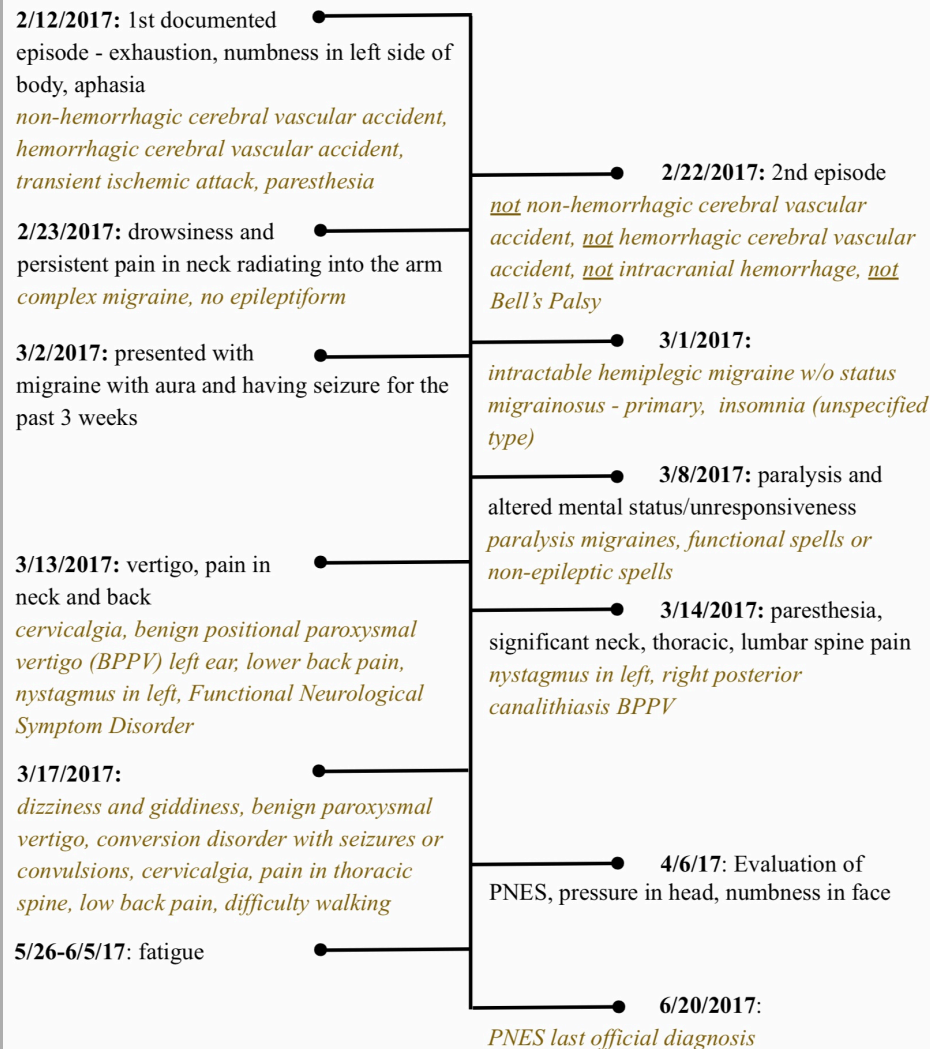 2/12/2017: 1st documented
episode - exhaustion, numbness in left side of
body, aphasia
non-hemorrhagic cerebral vascular accident,
hemorrhagic cerebral vascular accident,
transient ischemic attack, paresthesia
2/22/2017: 2nd episode
not non-hemorrhagic cerebral vascular
accident, not hemorrhagic cerebral vascular
accident, not intracranial hemorrhage, not
Bell's Palsy
2/23/2017: drowsiness and
persistent pain in neck radiating into the arm
complex migraine, no epileptiform
3/1/2017:
intractable hemiplegic migraine w/o status
migrainosus - primary, insomnia (unspecified
type)
3/2/2017: presented with
migraine with aura and having seizure for the
past 3 weeks
3/8/2017: paralysis and
altered mental status/unresponsiveness
paralysis migraines, functional spells or
non-epileptic spells
3/13/2017: vertigo, pain in
neck and back
cervicalgia, benign positional paroxysmal
vertigo (BPPV) left ear, lower back pain,
nystagmus in left, Functional Neurological
Symptom Disorder
3/14/2017: paresthesia,
significant neck, thoracic, lumbar spine pain
nystagmus in left, right posterior
canalithiasis BPPV
3/17/2017:
dizziness and giddiness, benign paroxysmal
vertigo, conversion disorder with seizures or
convulsions, cervicalgia, pain in thoracic
spine, low back pain, difficulty walking
4/6/17: Evaluation of
PNES, pressure in head, numbness in face
5/26-6/5/17: fatigue
6/20/2017:
PNES last official diagnosis